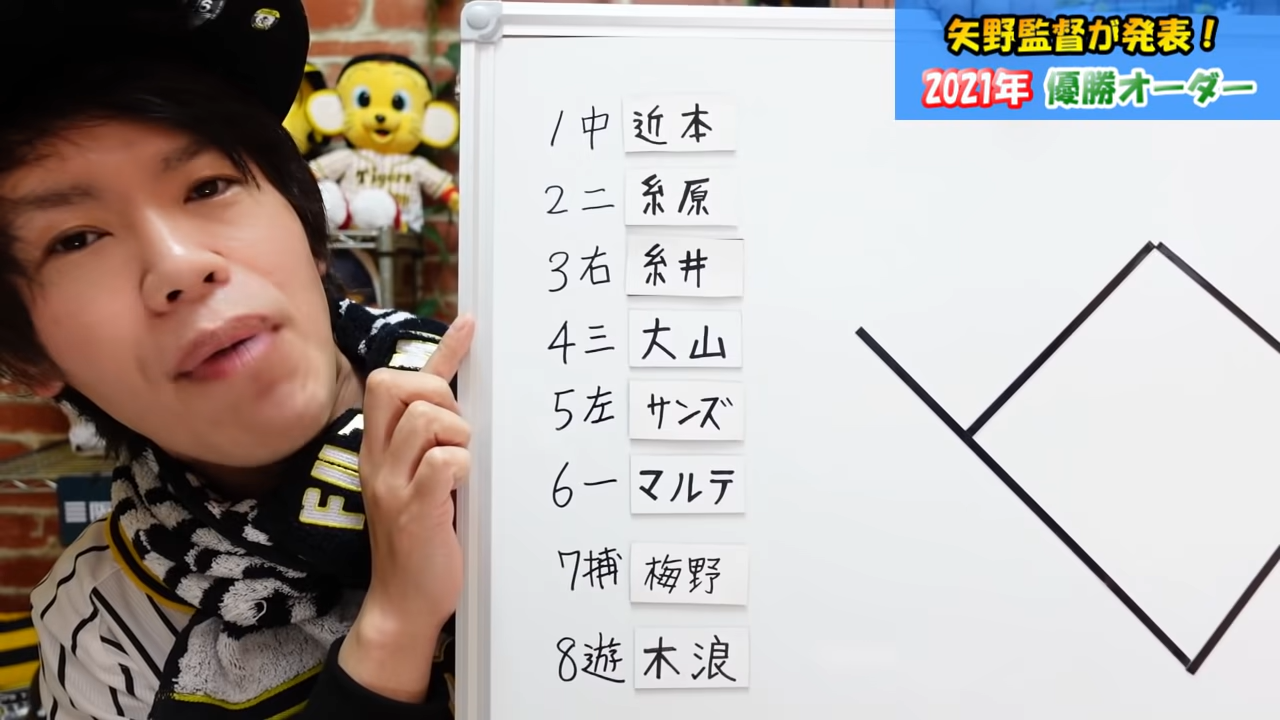 矢野監督が発表!
2021年 優勝オーダー
1中 近本
2二 糸原
3右 糸井
4三 大山
5左 サンズ
6一 マルテ
7捕 梅野
8遊 木浪
Tigers